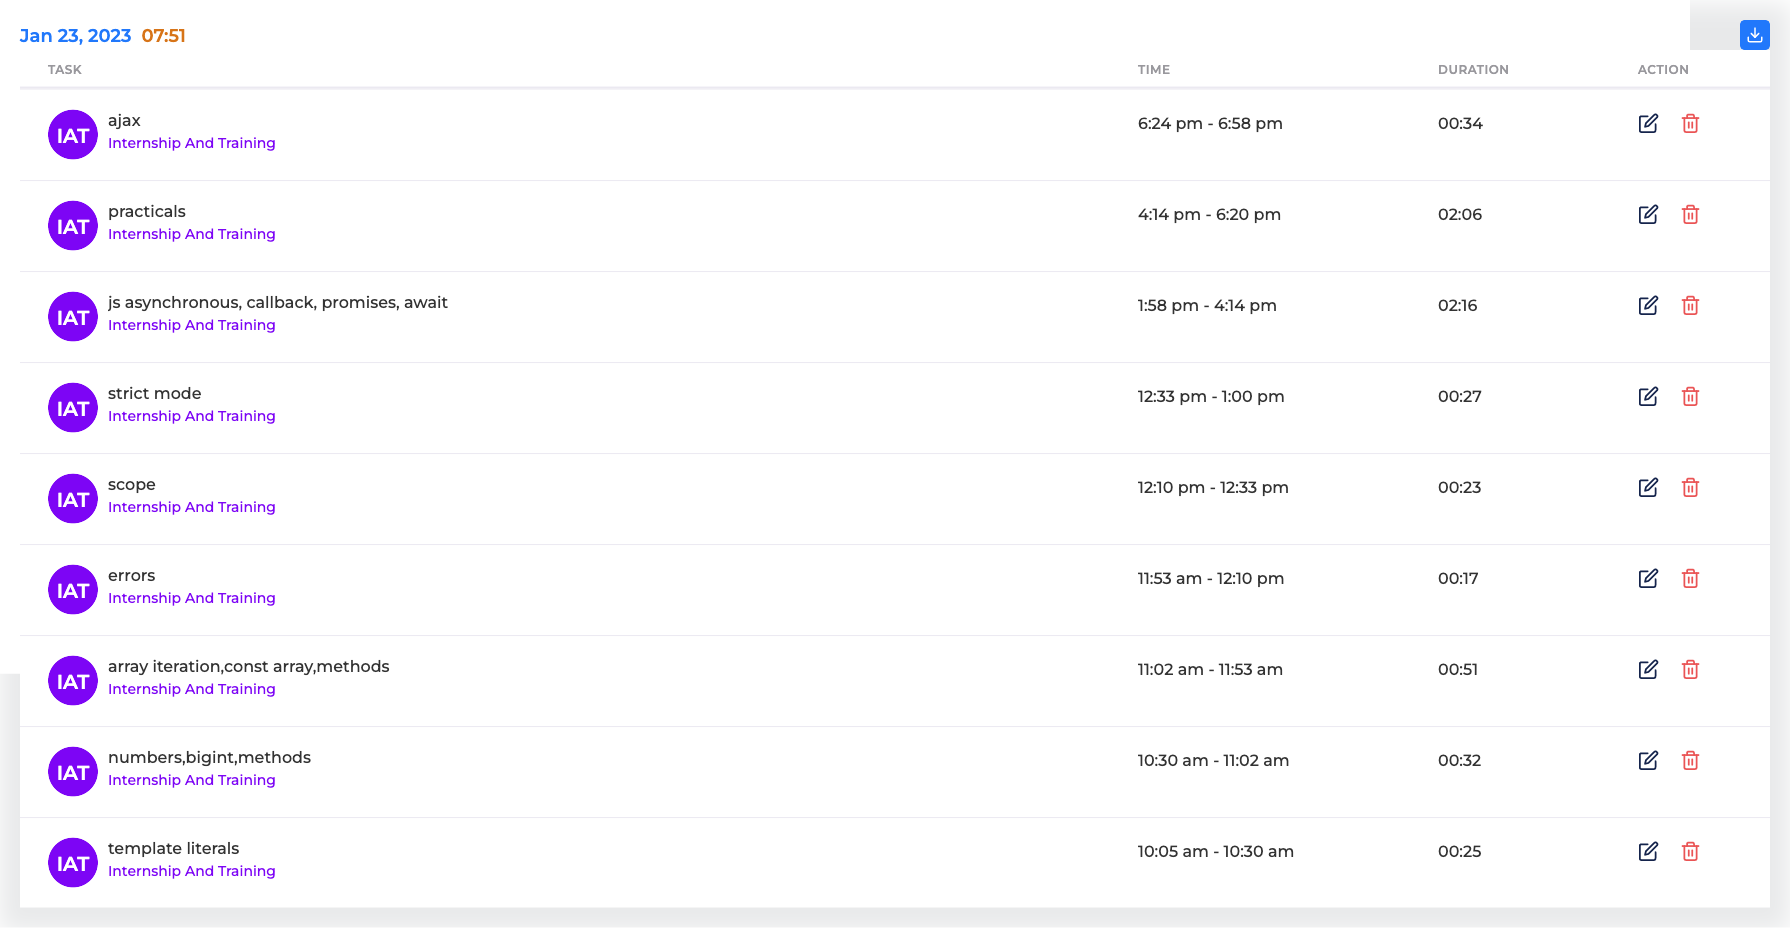 Jan 23, 2023 07:51
TASK TIME DURATION ACTION
IAT ajax 6:24 pm - 6:58 pm 00:34
Internship And Training
IAT practicals 4:14 pm - 6:20 pm 02:06
Internship And Training
IAT js asynchronous, callback, promises, await 1:58 pm - 4:14 pm 02:16
Internship And Training
IAT strict mode 12:33 pm - 1:00 pm 00:27
Internship And Training
IAT scope 12:10 pm - 12:33 pm 00:23
Internship And Training
IAT errors 11:53 am - 12:10 pm 00:17
Internship And Training
IAT array iteration,const array,methods 11:02 am - 11:53 am 00:51
Internship And Training
IAT numbers,bigint,methods 10:30 am - 11:02 am 00:32
Internship And Training
IAT template literals 10:05 am - 10:30 am 00:25
Internship And Training